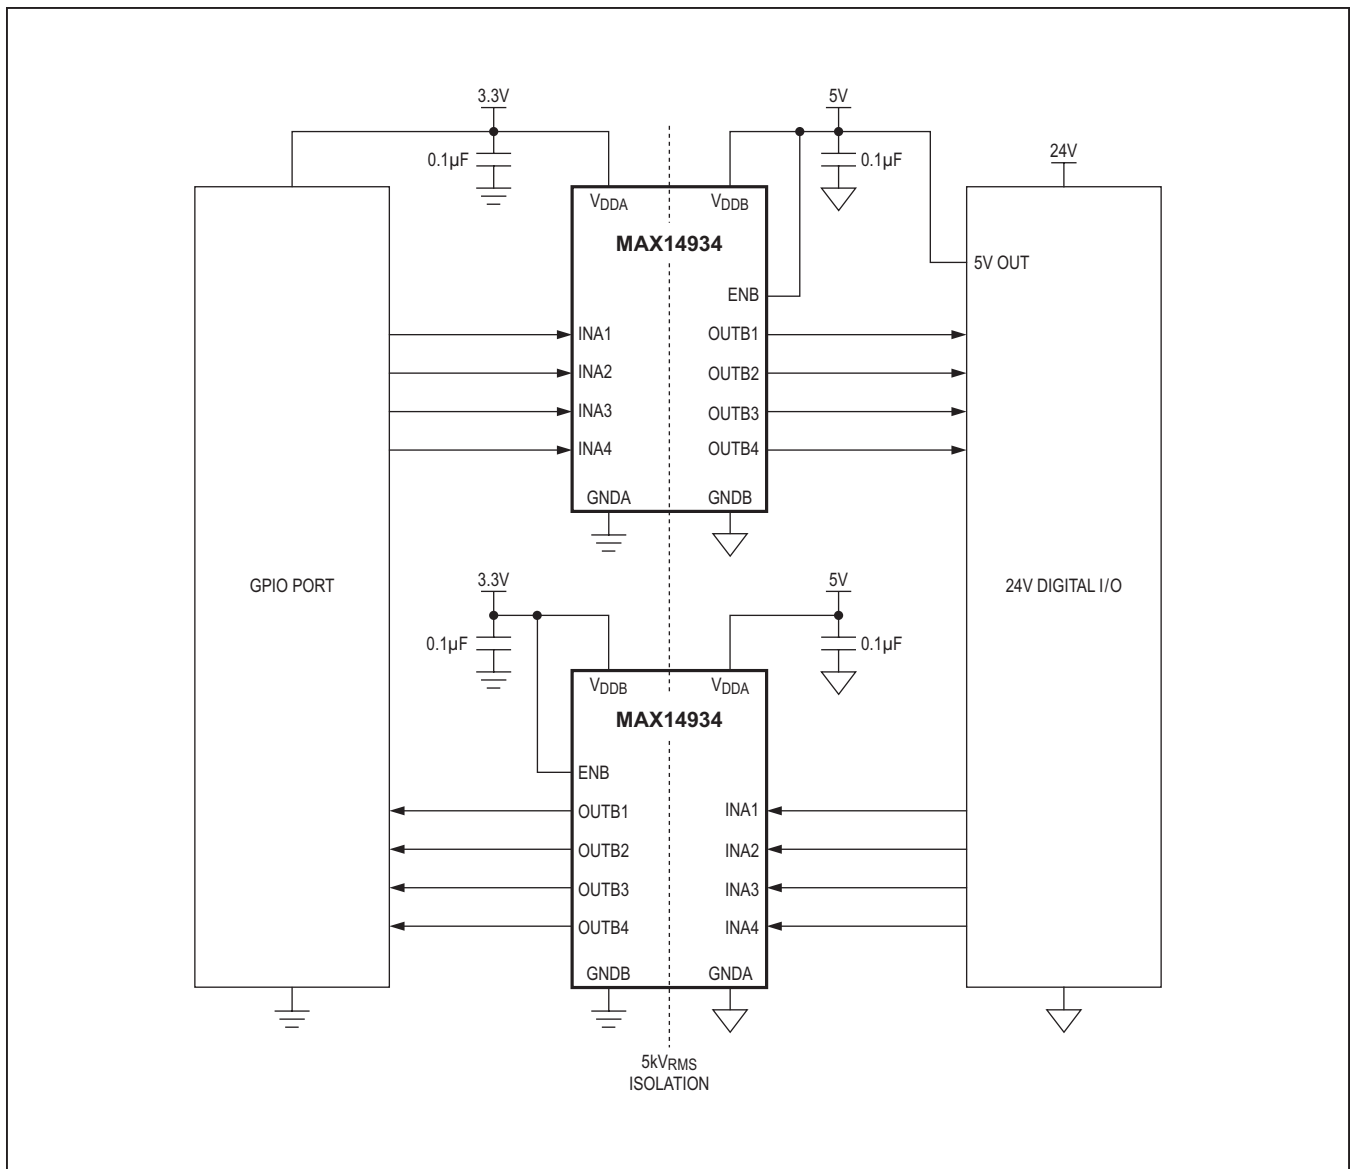 3.3V
5V
0.1µF
0.1µF
24V
VDDA
VDDB
MAX14934
5V OUT
ENB
INA1
OUTB1
INA2
OUTB2
INA3
OUTB3
INA4
OUTB4
GNDA
GNDB
GPIO PORT
24V DIGITAL I/O
3.3V
5V
0.1µF
0.1µF
VDDB
VDDA
MAX14934
ENB
OUTB1
INA1
OUTB2
INA2
OUTB3
INA3
OUTB4
INA4
GNDB
GNDA
5kVRMS
ISOLATION